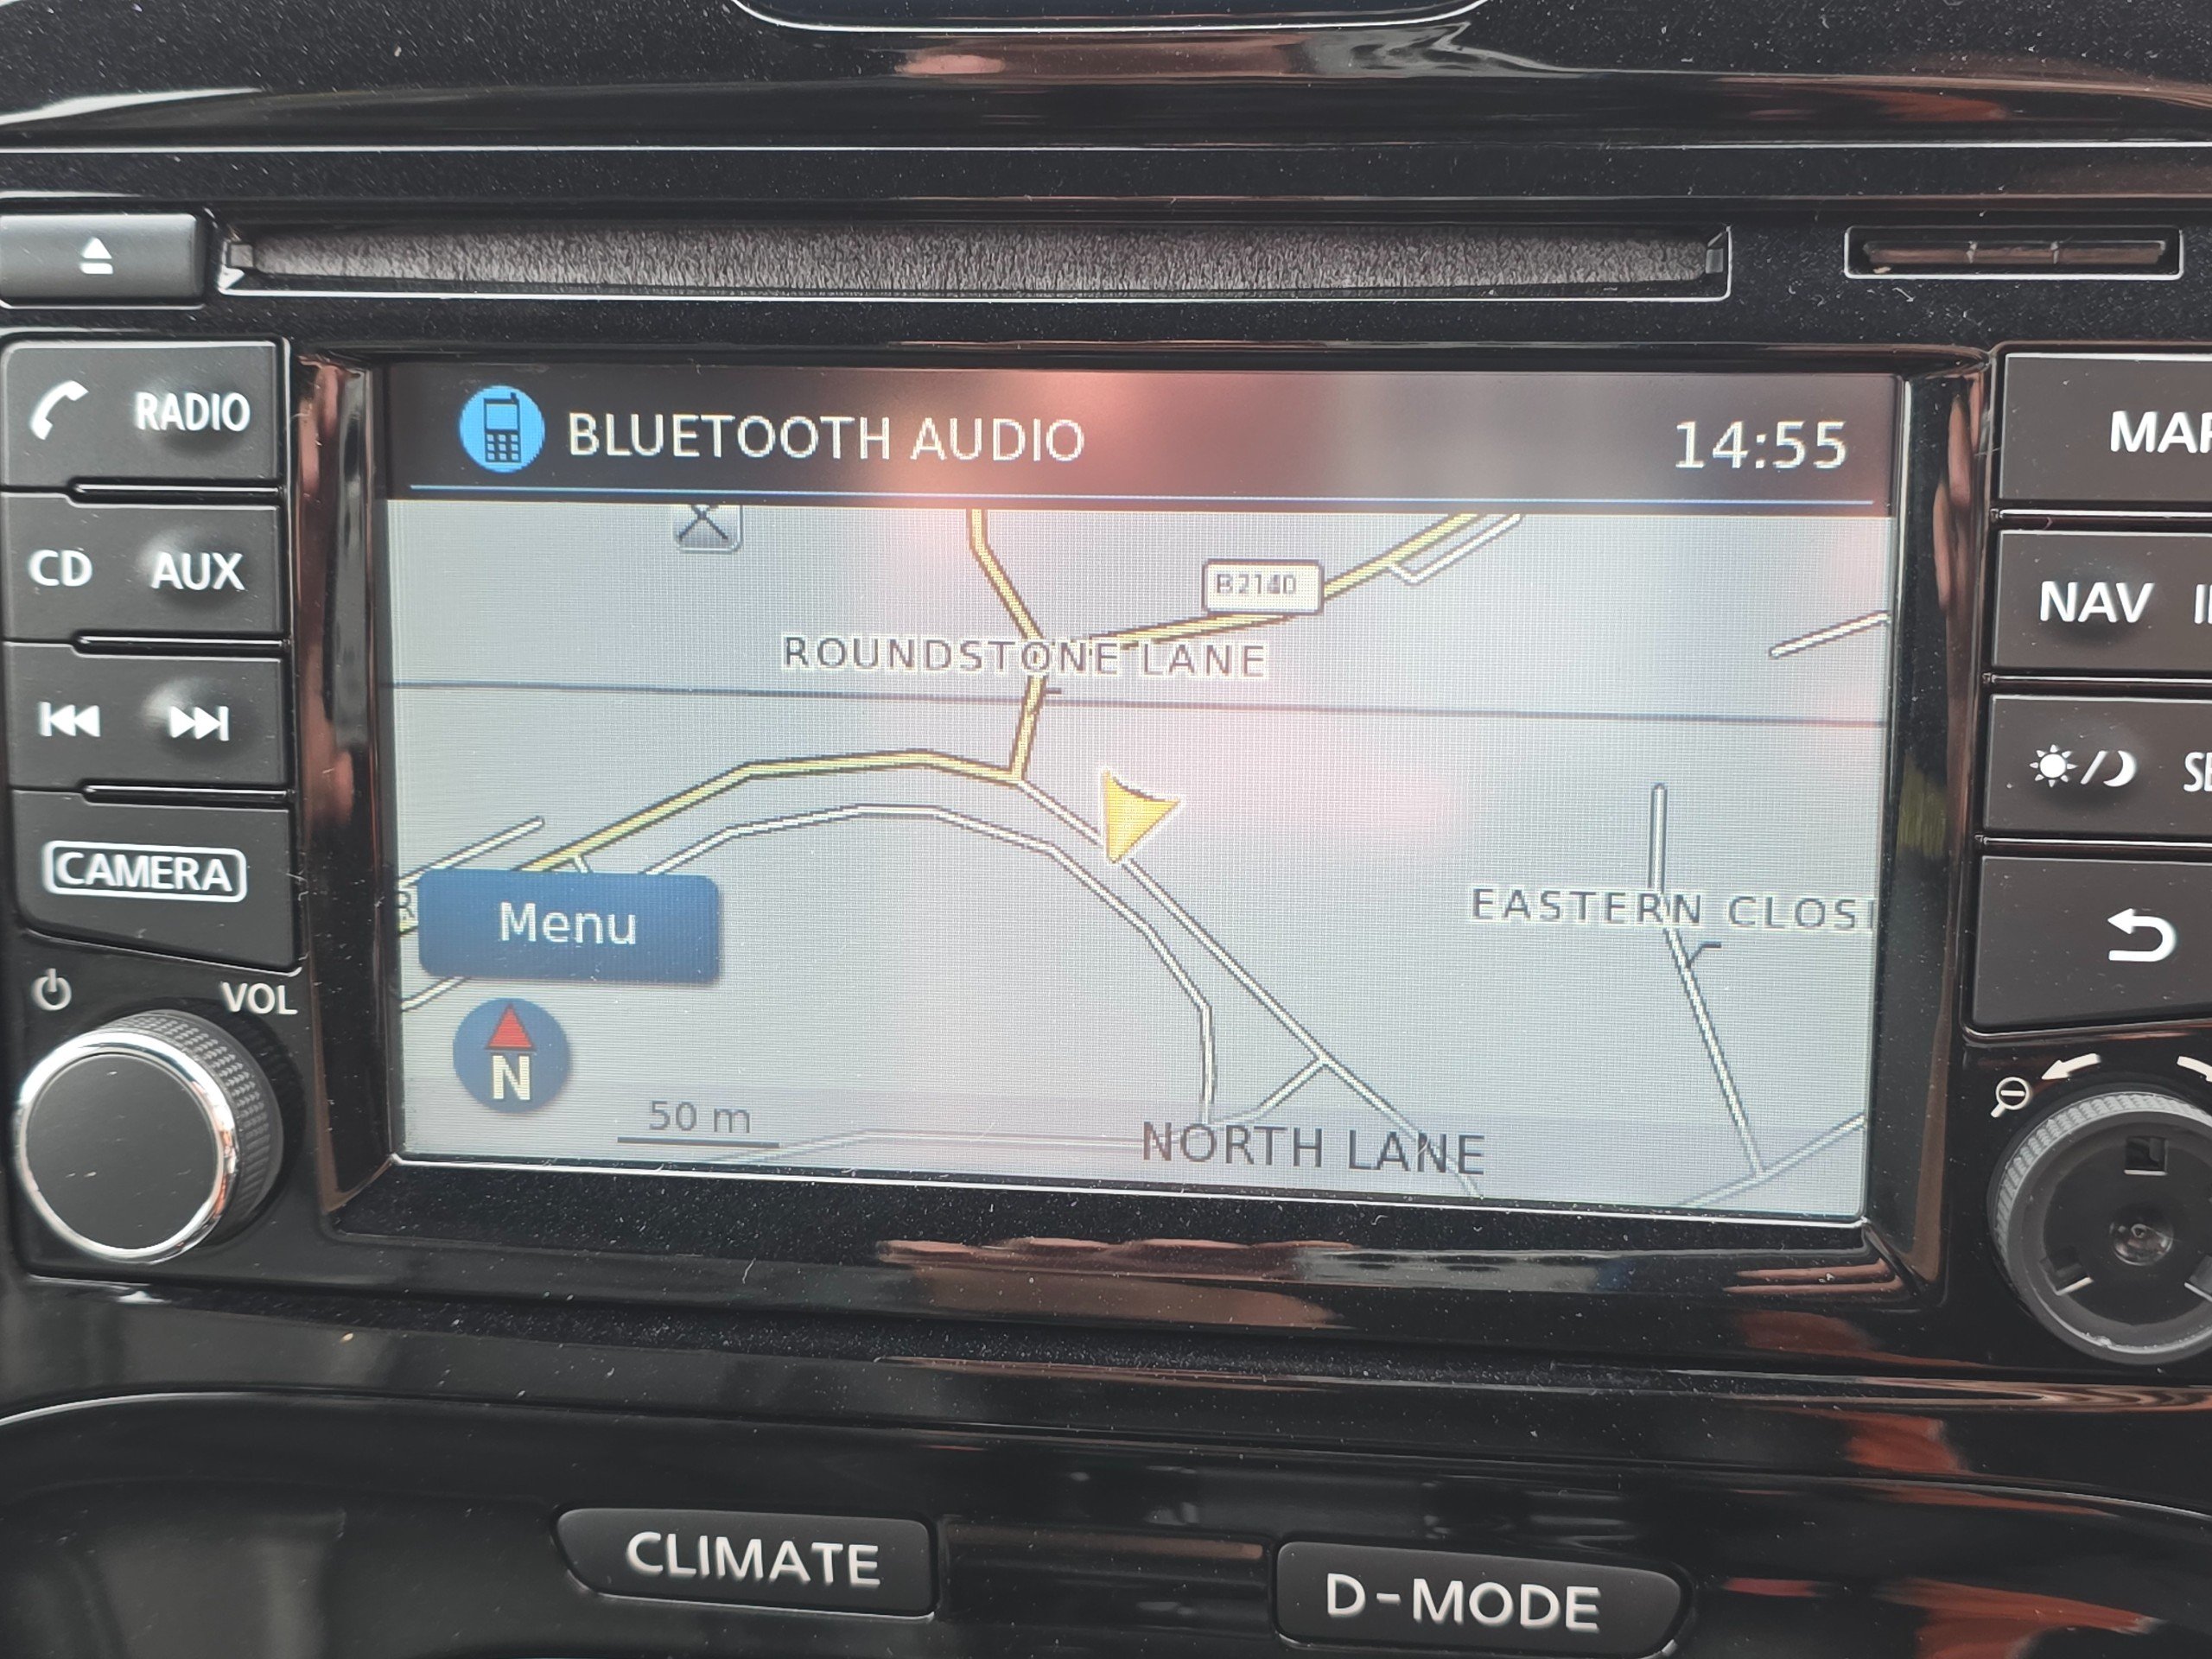 RADIO
CD AUX
CAMERA
VOL
BLUETOOTH AUDIO 14:55
B2140
ROUNDSTONE LANE
EASTERN CLOS
Menu
N
50 m
NORTH LANE
NAV
CLIMATE
D-MODE